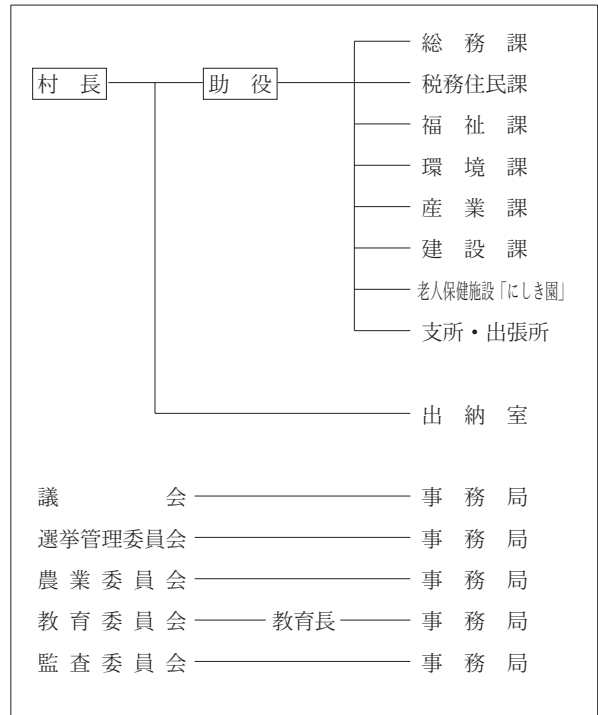 総務課
村長 助役 税務住民課
福祉課
環境課
産業課
建設課
老人保健施設「にしき園」
支所・出張所
出納室
議会 事務局
選挙管理委員会 事務局
農業委員会 事務局
教育委員会 教育長 事務局
監査委員会 事務局